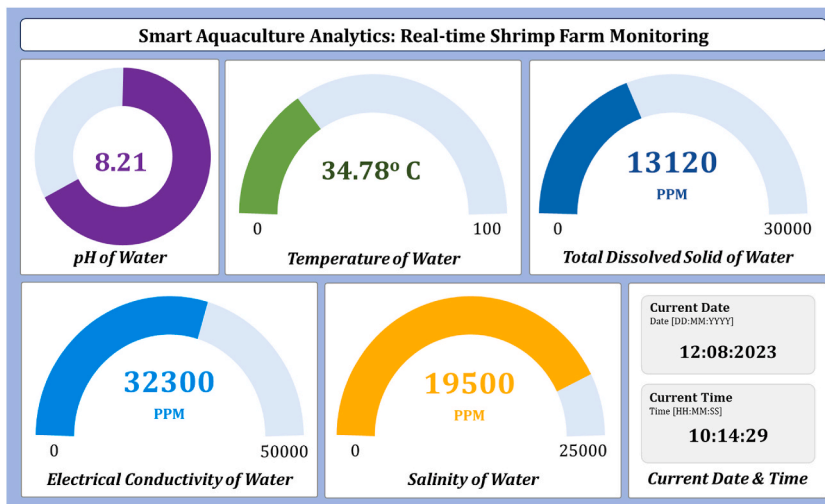 Smart Aquaculture Analytics: Real-time Shrimp Farm Monitoring
8.21
pH of Water
34.78º C
0
100
Temperature of Water
13120
PPM
0
30000
Total Dissolved Solid of Water
32300
PPM
0
50000
Electrical Conductivity of Water
19500
PPM
0
25000
Salinity of Water
Current Date
Date [DD:MM:YYYY]
12:08:2023
Current Time
Time [HH:MM:SS]
10:14:29
Current Date & Time